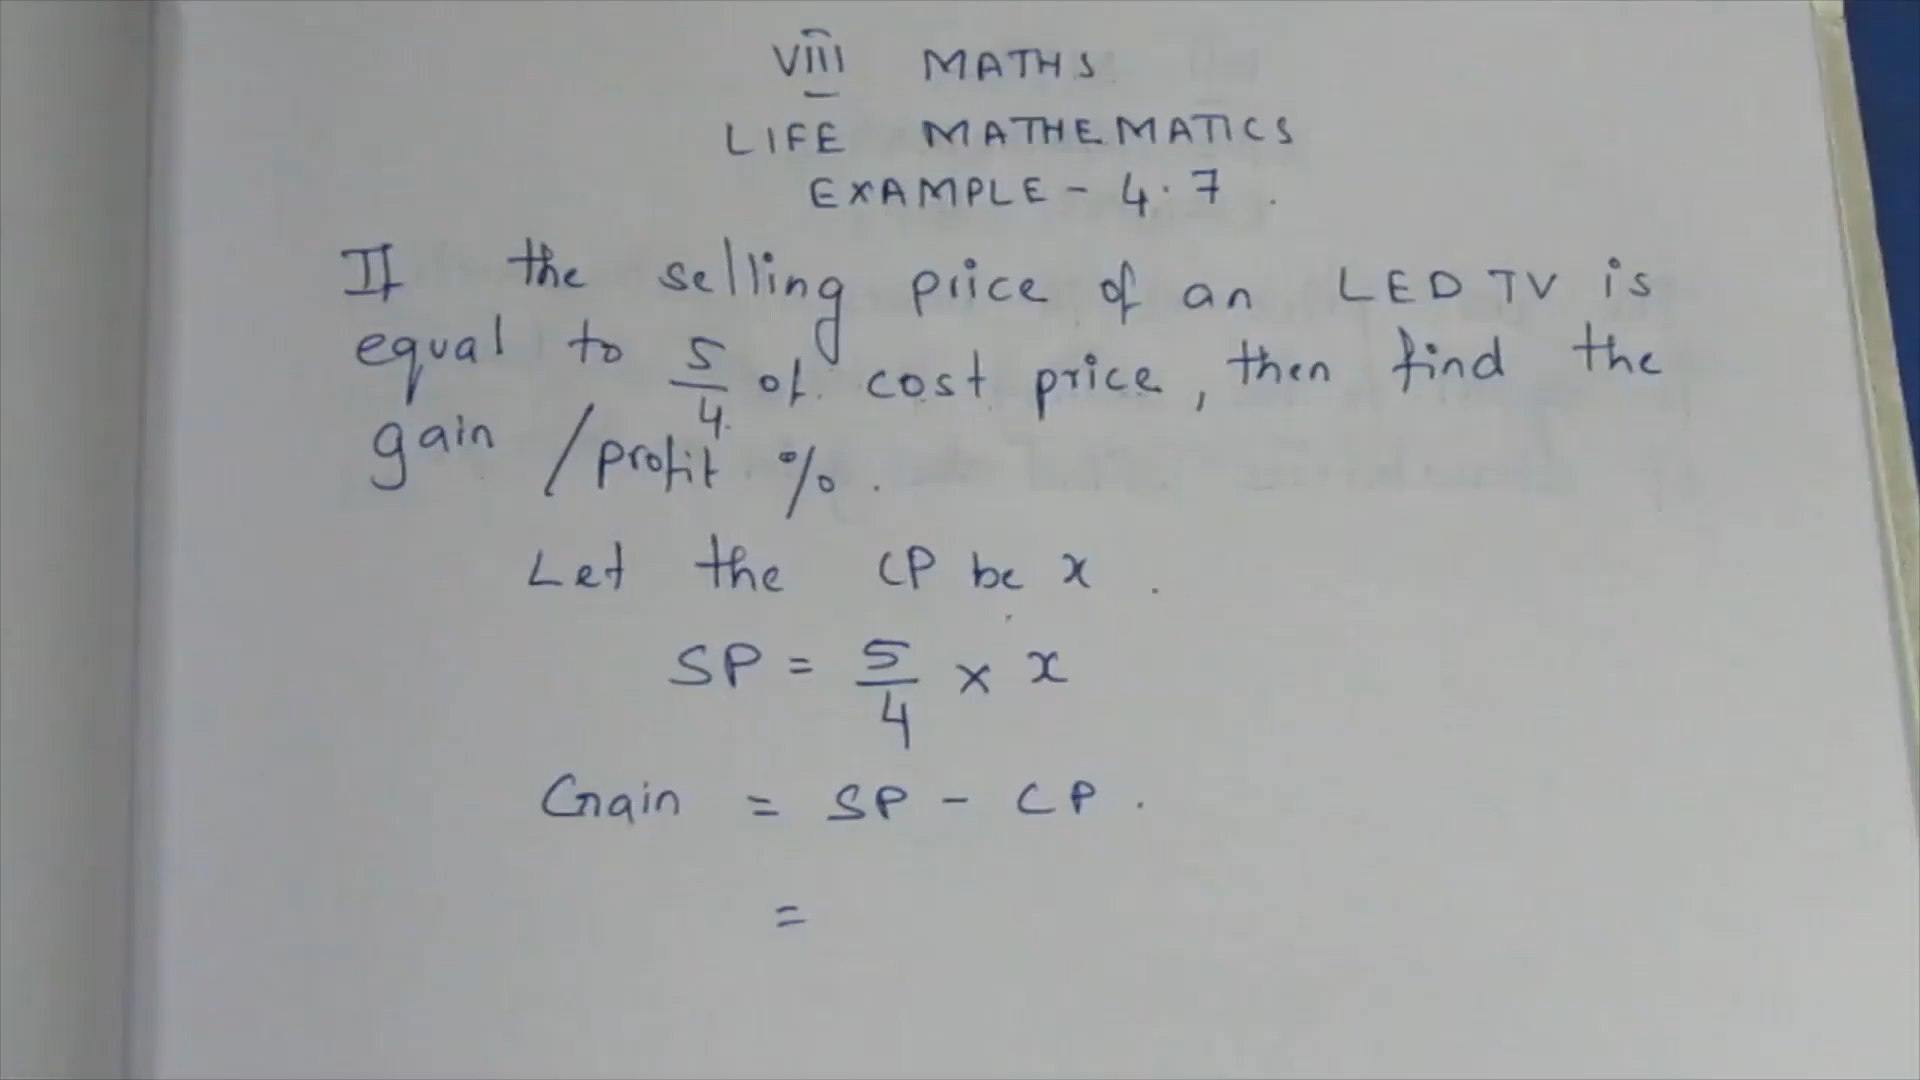 VIII MATHS
LIFE MATHEMATICS
EXAMPLE - 4.7.
If the selling price of an LED TV is
equal to 5/4 of cost price, then find the
gain / profit %.
Let the CP be x.
SP = 5/4 × x
Gain = SP - CP.
=